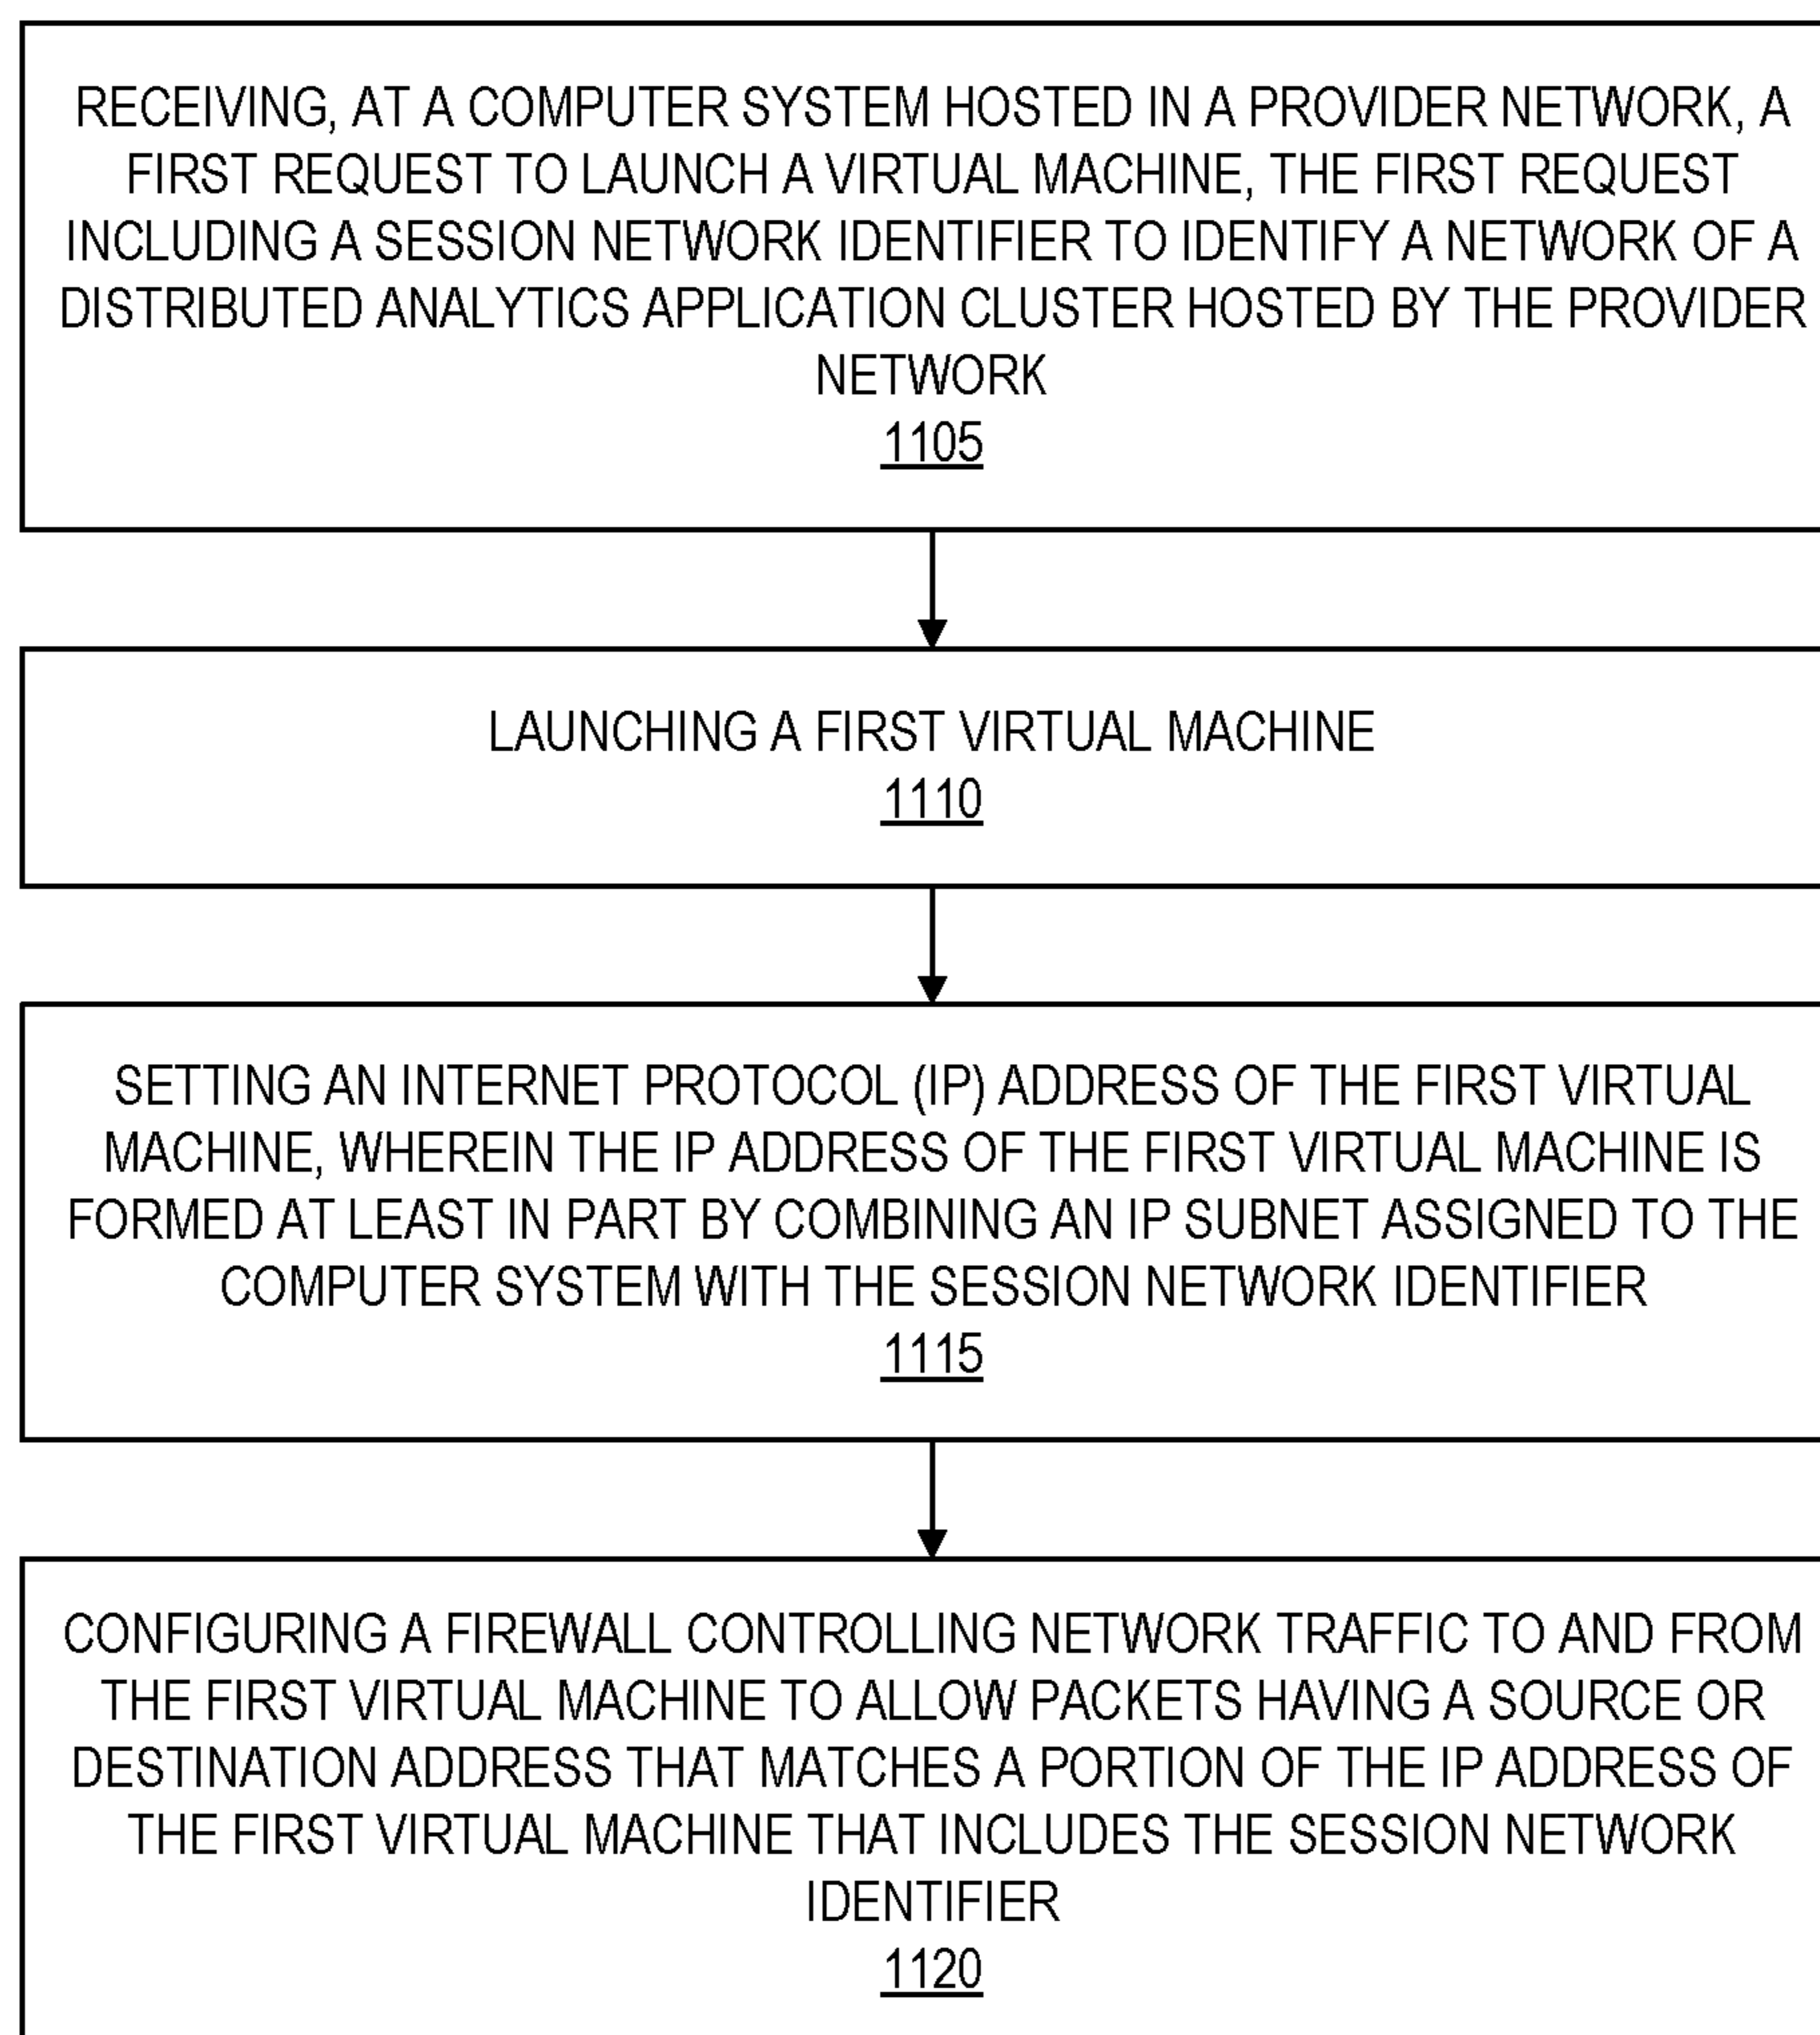 RECEIVING, AT A COMPUTER SYSTEM HOSTED IN A PROVIDER NETWORK, A
FIRST REQUEST TO LAUNCH A VIRTUAL MACHINE, THE FIRST REQUEST
INCLUDING A SESSION NETWORK IDENTIFIER TO IDENTIFY A NETWORK OF A
DISTRIBUTED ANALYTICS APPLICATION CLUSTER HOSTED BY THE PROVIDER
NETWORK
1105
LAUNCHING A FIRST VIRTUAL MACHINE
1110
SETTING AN INTERNET PROTOCOL (IP) ADDRESS OF THE FIRST VIRTUAL
MACHINE, WHEREIN THE IP ADDRESS OF THE FIRST VIRTUAL MACHINE IS
FORMED AT LEAST IN PART BY COMBINING AN IP SUBNET ASSIGNED TO THE
COMPUTER SYSTEM WITH THE SESSION NETWORK IDENTIFIER
1115
CONFIGURING A FIREWALL CONTROLLING NETWORK TRAFFIC TO AND FROM
THE FIRST VIRTUAL MACHINE TO ALLOW PACKETS HAVING A SOURCE OR
DESTINATION ADDRESS THAT MATCHES A PORTION OF THE IP ADDRESS OF
THE FIRST VIRTUAL MACHINE THAT INCLUDES THE SESSION NETWORK
IDENTIFIER
1120